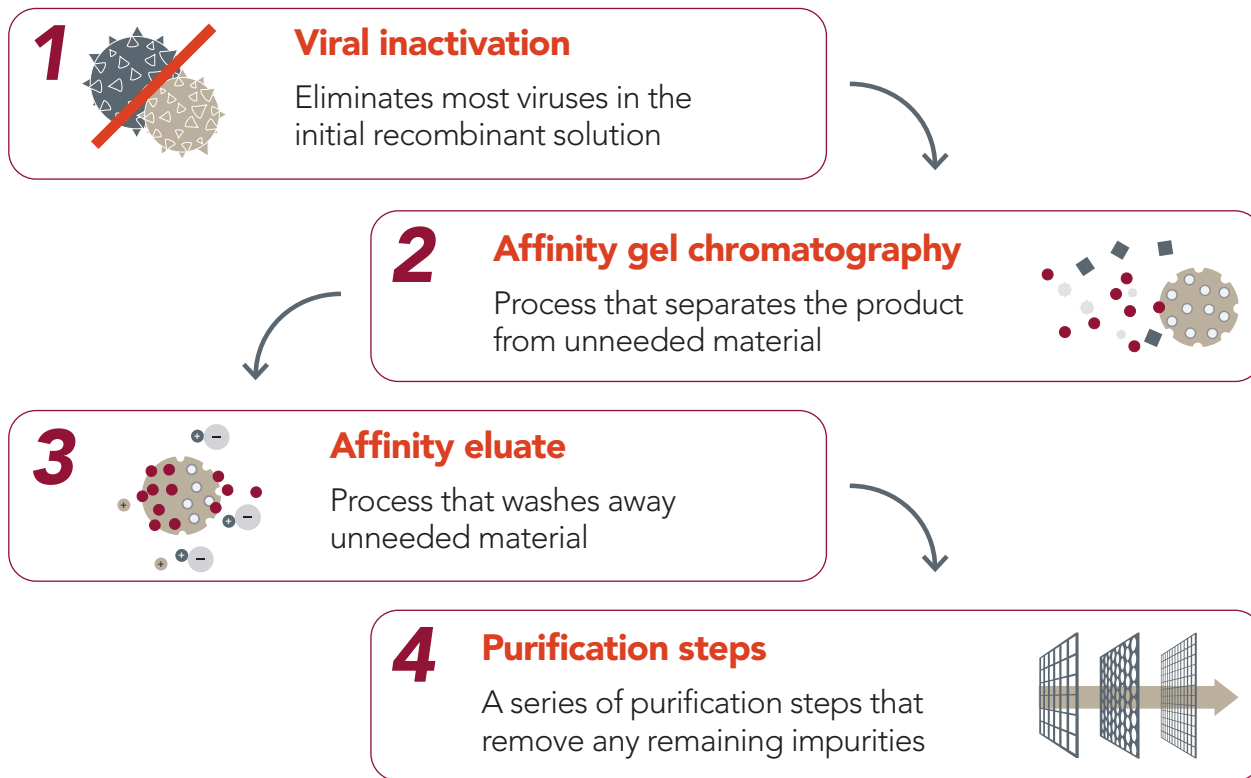 1
Viral inactivation
Eliminates most viruses in the
initial recombinant solution
2
Affinity gel chromatography
Process that separates the product
from unneeded material
3
Affinity eluate
Process that washes away
unneeded material
+ −
+
+ −
+
+ −
4
Purification steps
A series of purification steps that
remove any remaining impurities